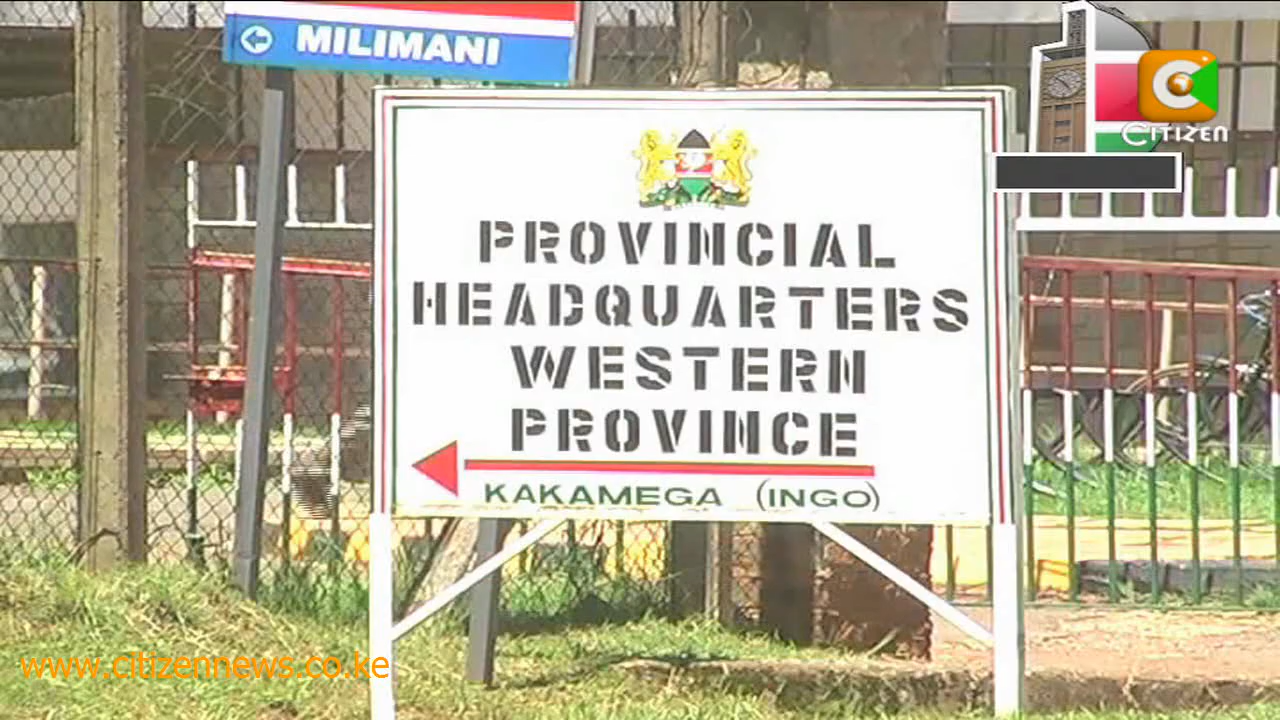 MILIMANI
CITIZEN
PROVINCIAL
HEADQUARTERS
WESTERN
PROVINCE
KAKAMEGA (INGO)
www.citizennews.co.ke